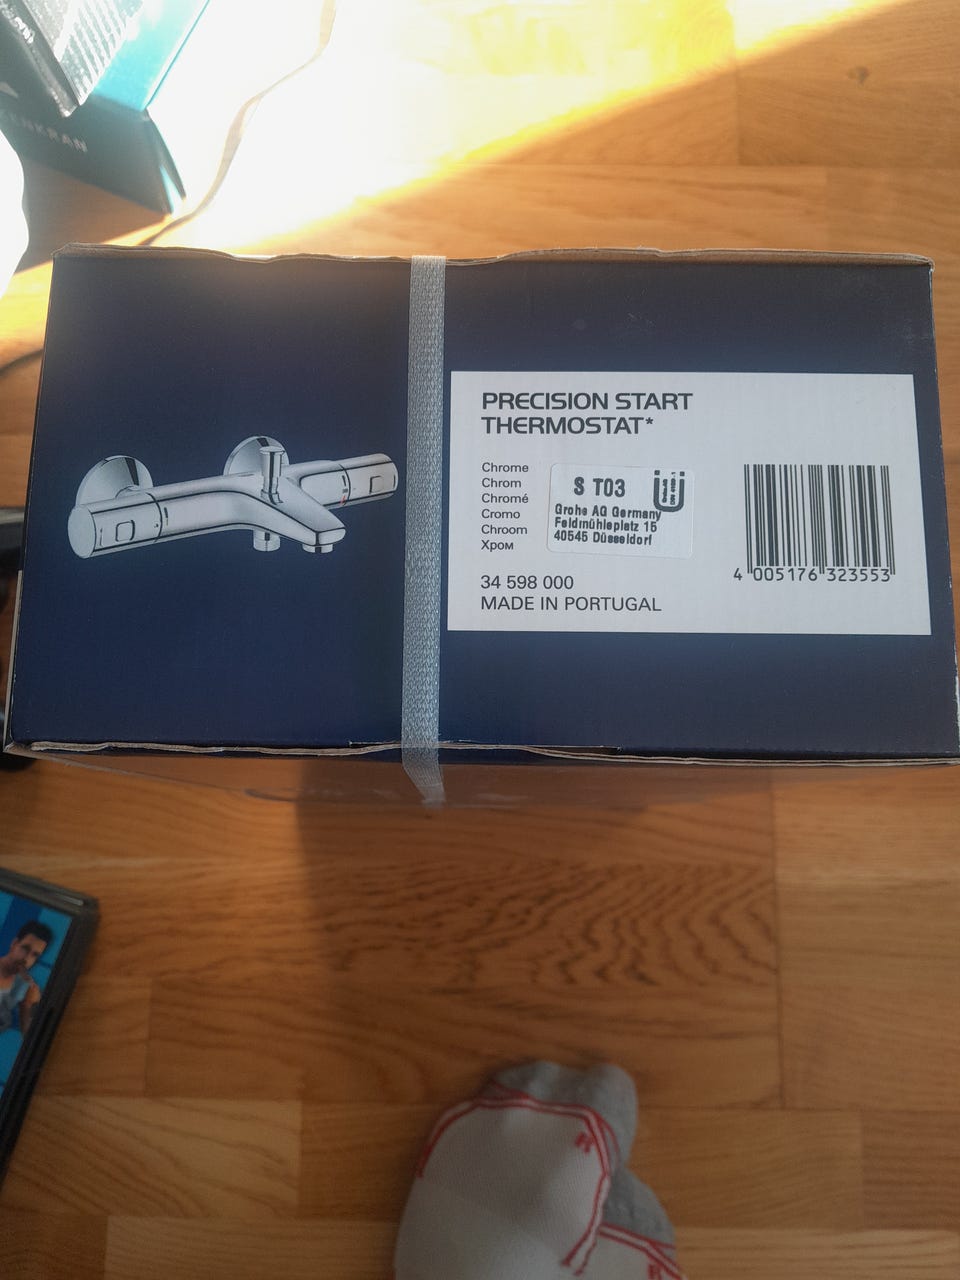 PRECISION START
THERMOSTAT*
Chrome
Chrom
Chromé
Cromo
Chroom
Хром
S T03
Grohe AG Germany
Feldmühleplatz 15
40545 Düsseldorf
34 598 000
MADE IN PORTUGAL
4 005176 323553